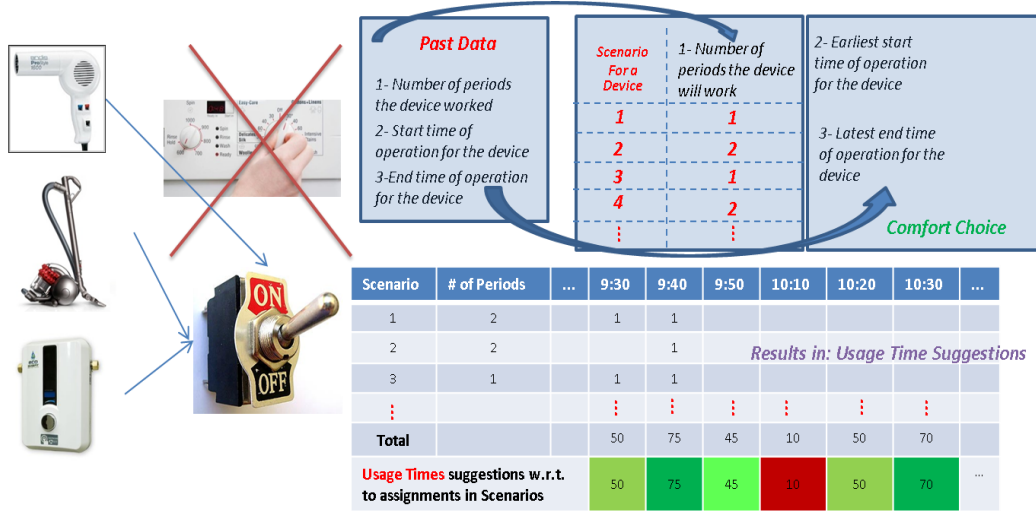 Past Data
1- Number of periods
the device worked
2- Start time of
operation for the device
3-End time of operation
for the device
Scenario
For a
Device
1- Number of
periods the device
will work
1 1
2 2
3 1
4 2
2- Earliest start
time of operation
for the device
3- Latest end time
of operation for the
device
Comfort Choice
ON
OFF
Scenario # of Periods ... 9:30 9:40 9:50 10:10 10:20 10:30 ...
1 2 1 1
2 2 1
Results in: Usage Time Suggestions
3 1 1 1
Total 50 75 45 10 50 70
Usage Times suggestions w.r.t.
to assignments in Scenarios
50 75 45 10 50 70 ...